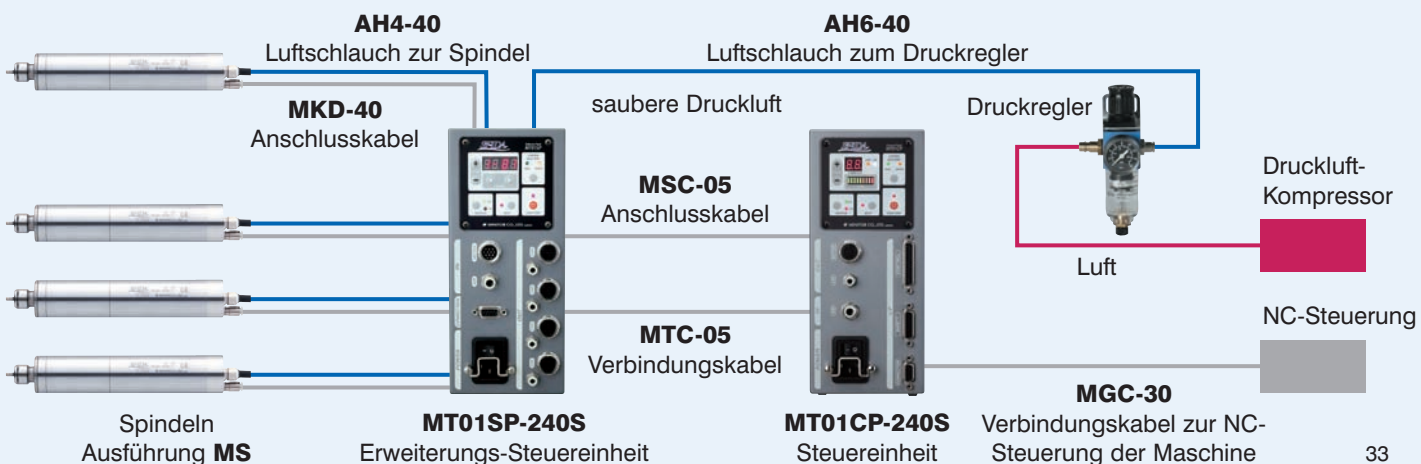 AH4-40
Luftschlauch zur Spindel
AH6-40
Luftschlauch zum Druckregler
MKD-40
Anschlusskabel
saubere Druckluft
Druckregler
MSC-05
Anschlusskabel
Druckluft-
Kompressor
Luft
NC-Steuerung
MTC-05
Verbindungskabel
MGC-30
Verbindungskabel zur NC-
Steuerung der Maschine
Spindeln
Ausführung MS
MT01SP-240S
Erweiterungs-Steuereinheit
MT01CP-240S
Steuereinheit
33